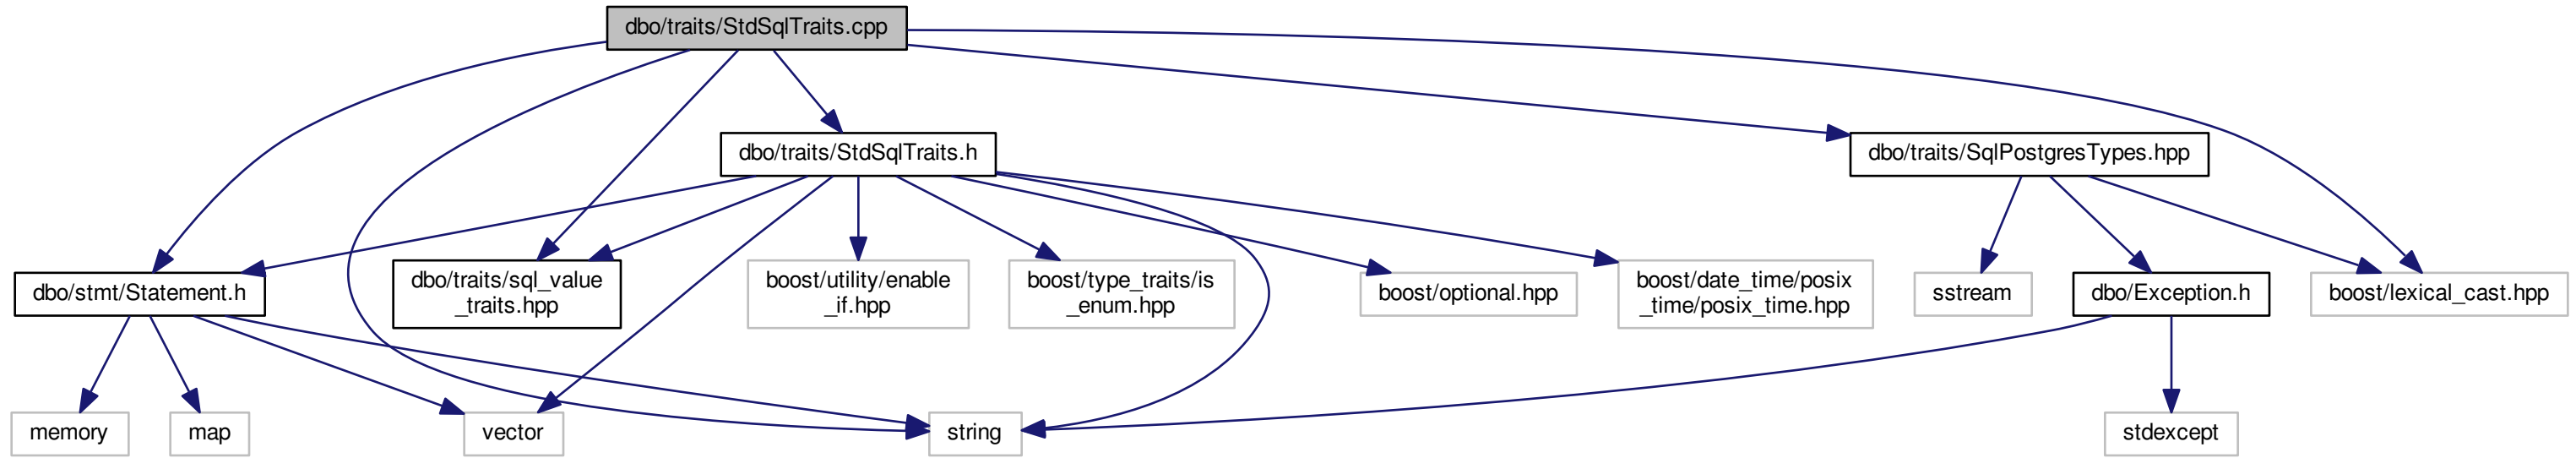 dbo/traits/StdSqlTraits.cpp
dbo/traits/StdSqlTraits.h
dbo/traits/SqlPostgresTypes.hpp
dbo/stmt/Statement.h
dbo/traits/sql_value
_traits.hpp
boost/utility/enable
_if.hpp
boost/type_traits/is
_enum.hpp
boost/optional.hpp
boost/date_time/posix
_time/posix_time.hpp
sstream
dbo/Exception.h
boost/lexical_cast.hpp
memory
map
vector
string
stdexcept